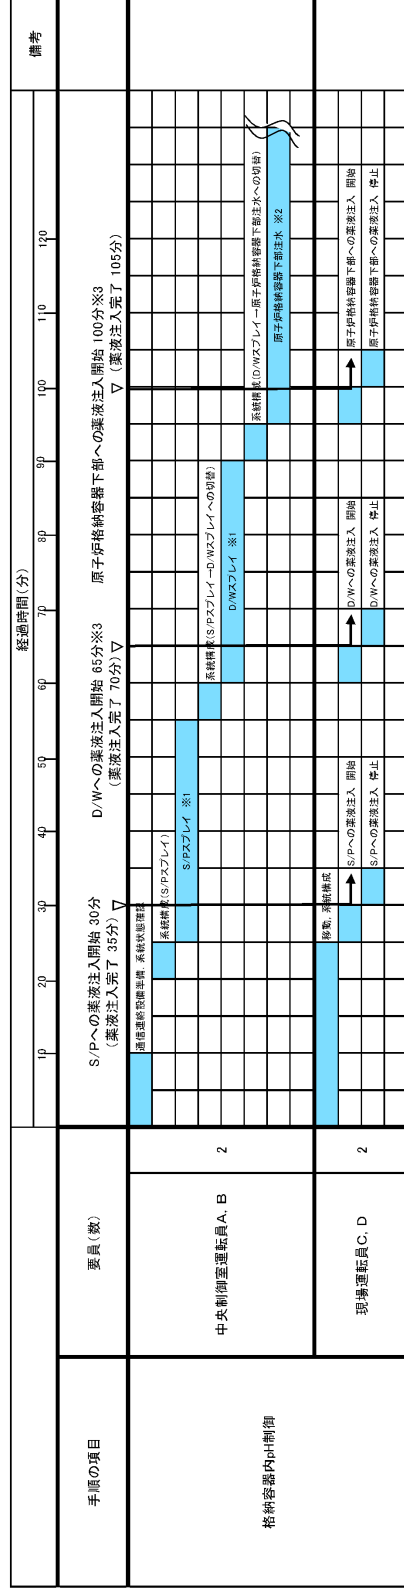 手順の項目
要員(数)
経過時間(分)
備考
10
20
30
40
50
60
70
80
90
100
110
120
S/Pへの薬液注入開始 30分
(薬液注入完了 35分)
▽
D/Wへの薬液注入開始 65分※3
(薬液注入完了 70分)
▽
原子炉格納容器下部への薬液注入開始 100分※3
(薬液注入完了 105分)
▽
格納容器内pH制御
中央制御室運転員A, B
2
通信連絡設備準備, 系統状態確認
系統構成(S/Pスプレイ)
S/Pスプレイ ※1
系統構成(S/Pスプレイ→D/Wスプレイへの切替)
D/Wスプレイ ※1
系統構成(D/Wスプレイ→原子炉格納容器下部注水への切替)
原子炉格納容器下部注水 ※2
現場運転員C, D
2
移動, 系統構成
S/Pへの薬液注入 開始
S/Pへの薬液注入 停止
D/Wへの薬液注入 開始
D/Wへの薬液注入 停止
原子炉格納容器下部への薬液注入 開始
原子炉格納容器下部への薬液注入 停止